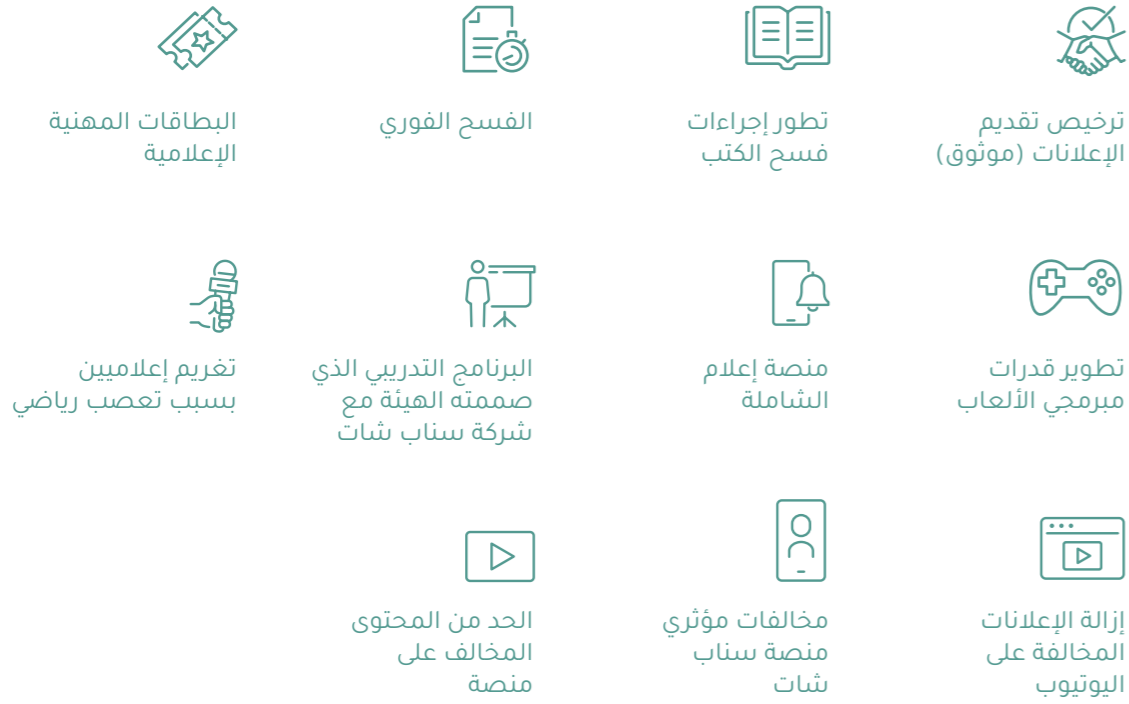 ترخيص تقديم
الإعلانات (موثوق)
تطور إجراءات
فسح الكتب
الفسح الفوري
البطاقات المهنية
الإعلامية
تطوير قدرات
مبرمجي الألعاب
منصة إعلام
الشاملة
البرنامج التدريبي الذي
صممته الهيئة مع
شركة سناب شات
تغريم إعلاميين
بسبب تعصب رياضي
إزالة الإعلانات
المخالفة على
اليوتيوب
مخالفات مؤثري
منصة سناب
شات
الحد من المحتوى
المخالف على
منصة